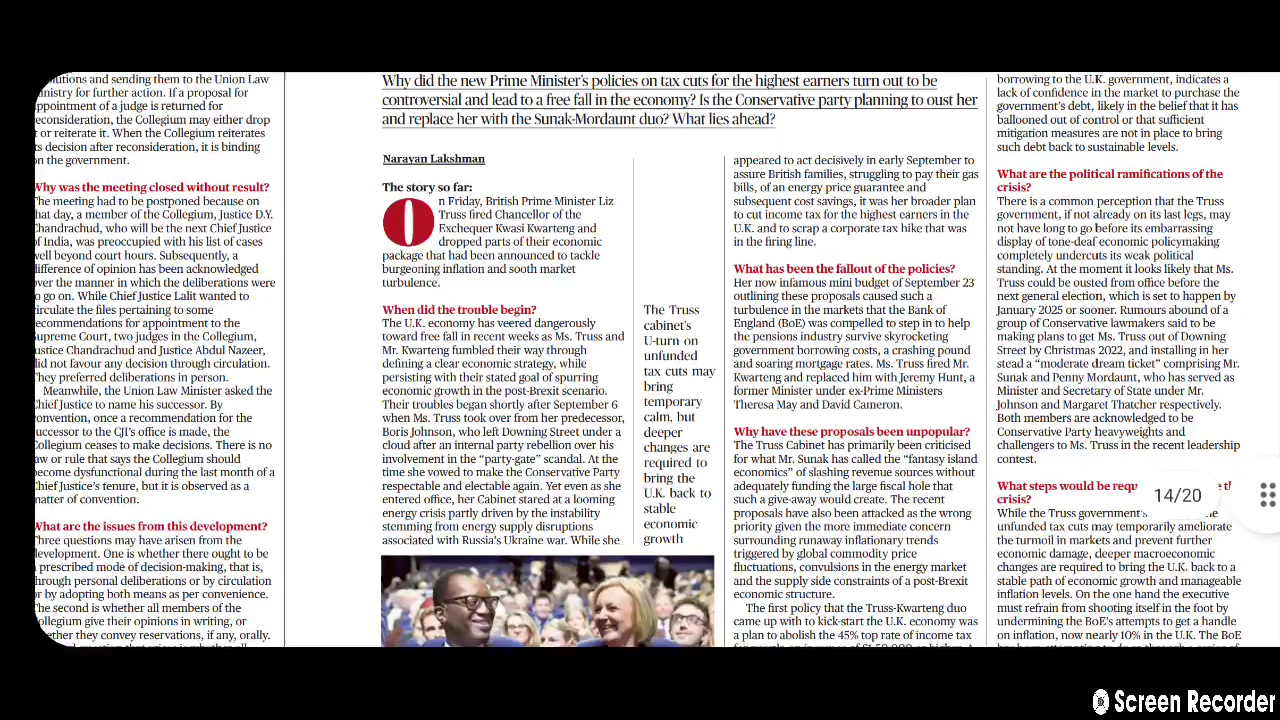 olutions and sending them to the Union Law
ministry for further action. If a proposal for
appointment of a judge is returned for
reconsideration, the Collegium may either drop
it or reiterate it. When the Collegium reiterates
its decision after reconsideration, it is binding
on the government.
Why was the meeting closed without result?
The meeting had to be postponed because on
that day, a member of the Collegium, Justice D.Y.
Chandrachud, who will be the next Chief Justice
of India, was preoccupied with his list of cases
well beyond court hours. Subsequently, a
difference of opinion has been acknowledged
over the manner in which the deliberations were
to go on. While Chief Justice Lalit wanted to
circulate the files pertaining to some
recommendations for appointment to the
Supreme Court, two judges in the Collegium,
Justice Chandrachud and Justice Abdul Nazeer,
did not favour any decision through circulation.
They preferred deliberations in person.
Meanwhile, the Union Law Minister asked the
Chief Justice to name his successor. By
convention, once a recommendation for the
successor to the CJI's office is made, the
Collegium ceases to make decisions. There is no
law or rule that says the Collegium should
become dysfunctional during the last month of a
Chief Justice's tenure, but it is observed as a
matter of convention.
What are the issues from this development?
Three questions may have arisen from the
development. One is whether there ought to be
a prescribed mode of decision-making, that is,
through personal deliberations or by circulation
or by adopting both means as per convenience.
The second is whether all members of the
Collegium give their opinions in writing, or
whether they convey reservations, if any, orally.
Why did the new Prime Minister's policies on tax cuts for the highest earners turn out to be
controversial and lead to a free fall in the economy? Is the Conservative party planning to oust her
and replace her with the Sunak-Mordaunt duo? What lies ahead?
Narayan Lakshman
The story so far:
On Friday, British Prime Minister Liz
Truss fired Chancellor of the
Exchequer Kwasi Kwarteng and
dropped parts of their economic
package that had been announced to tackle
burgeoning inflation and sooth market
turbulence.
When did the trouble begin?
The U.K. economy has veered dangerously
toward free fall in recent weeks as Ms. Truss and
Mr. Kwarteng fumbled their way through
defining a clear economic strategy, while
persisting with their stated goal of spurring
economic growth in the post-Brexit scenario.
Their troubles began shortly after September 6
when Ms. Truss took over from her predecessor,
Boris Johnson, who left Downing Street under a
cloud after an internal party rebellion over his
involvement in the "party-gate" scandal. At the
time she vowed to make the Conservative Party
respectable and electable again. Yet even as she
entered office, her Cabinet stared at a looming
energy crisis partly driven by the instability
stemming from energy supply disruptions
associated with Russia's Ukraine war. While she
The Truss
cabinet's
U-turn on
unfunded
tax cuts may
bring
temporary
calm, but
deeper
changes are
required to
bring the
U.K. back to
stable
economic
growth
appeared to act decisively in early September to
assure British families, struggling to pay their gas
bills, of an energy price guarantee and
subsequent cost savings, it was her broader plan
to cut income tax for the highest earners in the
U.K. and to scrap a corporate tax hike that was
in the firing line.
What has been the fallout of the policies?
Her now infamous mini budget of September 23
outlining these proposals caused such a
turbulence in the markets that the Bank of
England (BoE) was compelled to step in to help
the pensions industry survive skyrocketing
government borrowing costs, a crashing pound
and soaring mortgage rates. Ms. Truss fired Mr.
Kwarteng and replaced him with Jeremy Hunt, a
former Minister under ex-Prime Ministers
Theresa May and David Cameron.
Why have these proposals been unpopular?
The Truss Cabinet has primarily been criticised
for what Mr. Sunak has called the "fantasy island
economics" of slashing revenue sources without
adequately funding the large fiscal hole that
such a give-away would create. The recent
proposals have also been attacked as the wrong
priority given the more immediate concern
surrounding runaway inflationary trends
triggered by global commodity price
fluctuations, convulsions in the energy market
and the supply side constraints of a post-Brexit
economic structure.
The first policy that the Truss-Kwarteng duo
came up with to kick-start the U.K. economy was
a plan to abolish the 45% top rate of income tax
borrowing to the U.K. government, indicates a
lack of confidence in the market to purchase the
government's debt, likely in the belief that it has
ballooned out of control or that sufficient
mitigation measures are not in place to bring
such debt back to sustainable levels.
What are the political ramifications of the
crisis?
There is a common perception that the Truss
government, if not already on its last legs, may
not have long to go before its embarrassing
display of tone-deaf economic policymaking
completely undercuts its weak political
standing. At the moment it looks likely that Ms.
Truss could be ousted from office before the
next general election, which is set to happen by
January 2025 or sooner. Rumours abound of a
group of Conservative lawmakers said to be
making plans to get Ms. Truss out of Downing
Street by Christmas 2022, and installing in her
stead a "moderate dream ticket" comprising Mr.
Sunak and Penny Mordaunt, who has served as
Minister and Secretary of State under Mr.
Johnson and Margaret Thatcher respectively.
Both members are acknowledged to be
Conservative Party heavyweights and
challengers to Ms. Truss in the recent leadership
contest.
What steps would be requ
crisis?
While the Truss government's
unfunded tax cuts may temporarily ameliorate
the turmoil in markets and prevent further
economic damage, deeper macroeconomic
changes are required to bring the U.K. back to a
stable path of economic growth and manageable
inflation levels. On the one hand the executive
must refrain from shooting itself in the foot by
undermining the BoE's attempts to get a handle
on inflation, now nearly 10% in the U.K. The BoE
14/20
Screen Recorder